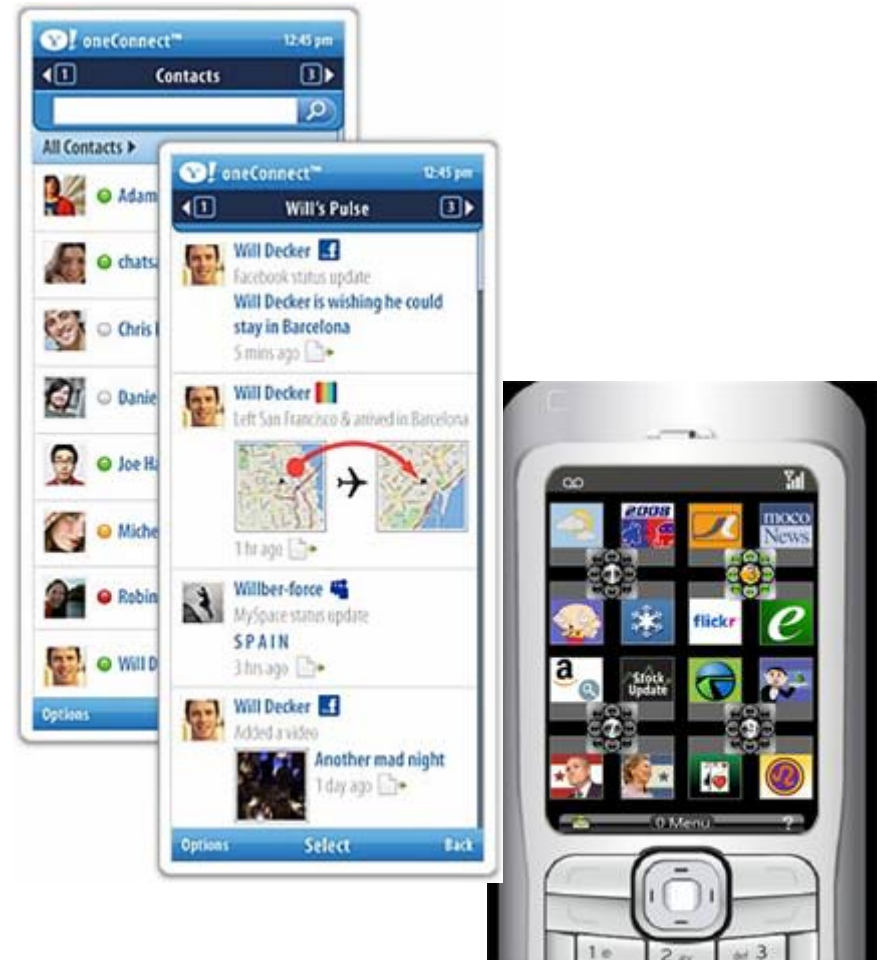 Y! oneConnect™ 12:45 pm
1 Contacts 3
All Contacts
Adam
chats
Chris
Danie
Joe Ha
Miche
Robin
Will D
Options
Y! oneConnect™ 12:45 pm
1 Will's Pulse 3
Will Decker f
Facebook status update
Will Decker is wishing he could
stay in Barcelona
5 mins ago
Will Decker
Left San Francisco & arrived in Barcelona
1 hr ago
Willber-force
MySpace status update
SPAIN
3 hrs ago
Will Decker f
Added a video
Another mad night
1 day ago
Options Select Back
2008
moco
News
1 3
flickr e
a
Stock
Update
0 Menu ?
1 2 def 3